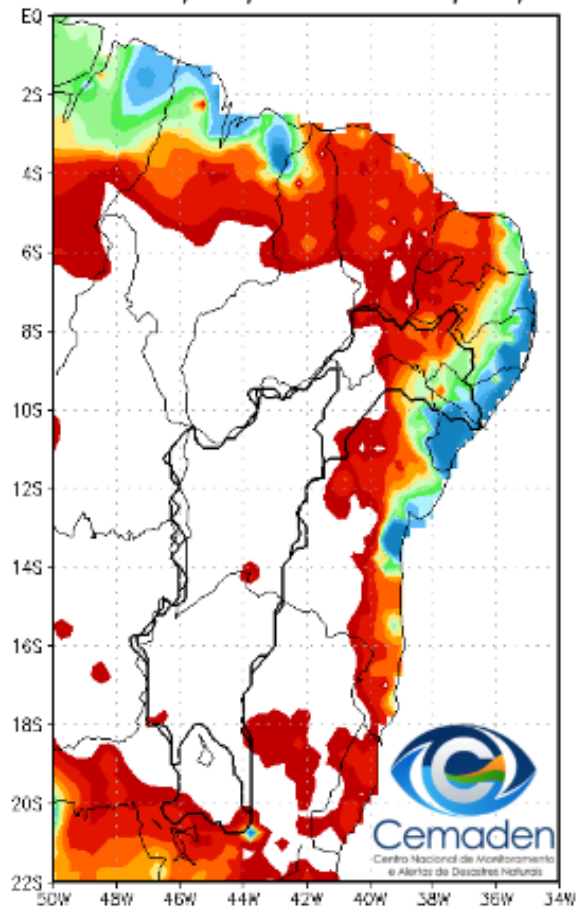 EQ
2S
4S
6S
8S
10S
12S
14S
16S
18S
20S
22S
50W 48W 46W 44W 42W 40W 38W 36W 34W
Cemaden
Centro Nacional de Monitoramento
e Alertas de Desastres Naturais